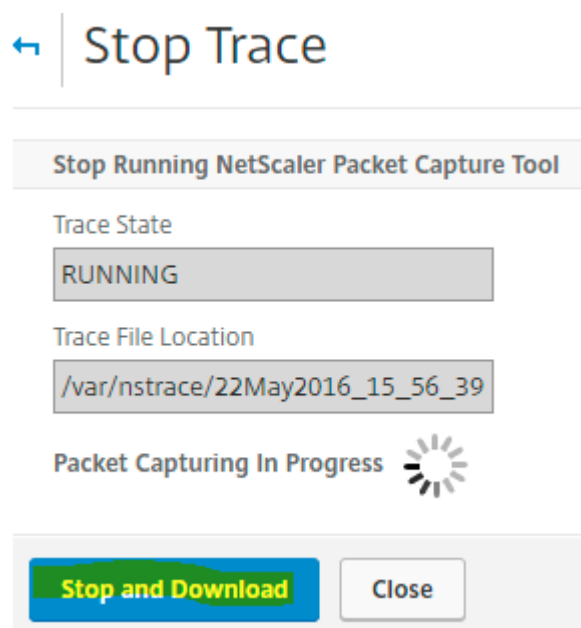 Stop Trace
Stop Running NetScaler Packet Capture Tool
Trace State
RUNNING
Trace File Location
/var/nstrace/22May2016_15_56_39
Packet Capturing In Progress
Stop and Download
Close